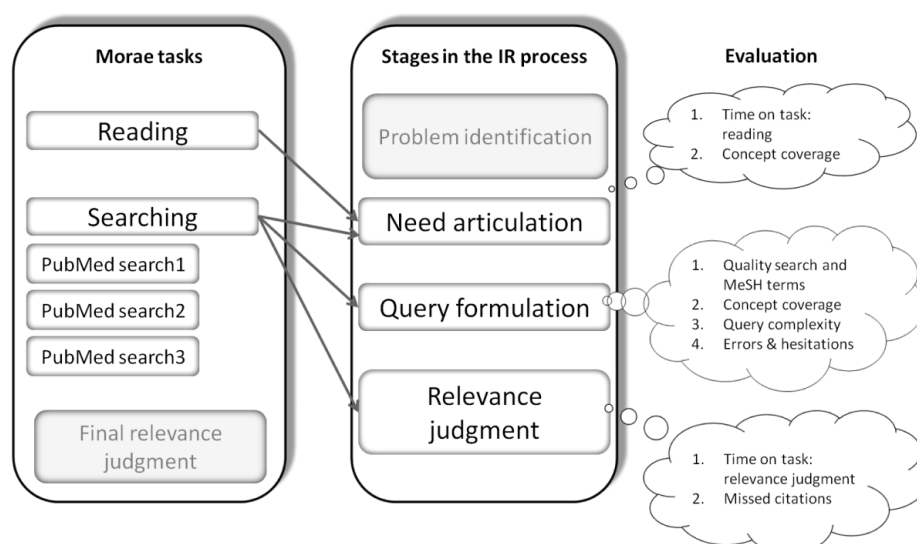 Morae tasks
Reading
Searching
PubMed search1
PubMed search2
PubMed search3
Final relevance
judgment
Stages in the IR process
Problem identification
Need articulation
Query formulation
Relevance
judgment
Evaluation
1. Time on task:
reading
2. Concept coverage
1. Quality search and
MeSH terms
2. Concept coverage
3. Query complexity
4. Errors & hesitations
1. Time on task:
relevance judgment
2. Missed citations